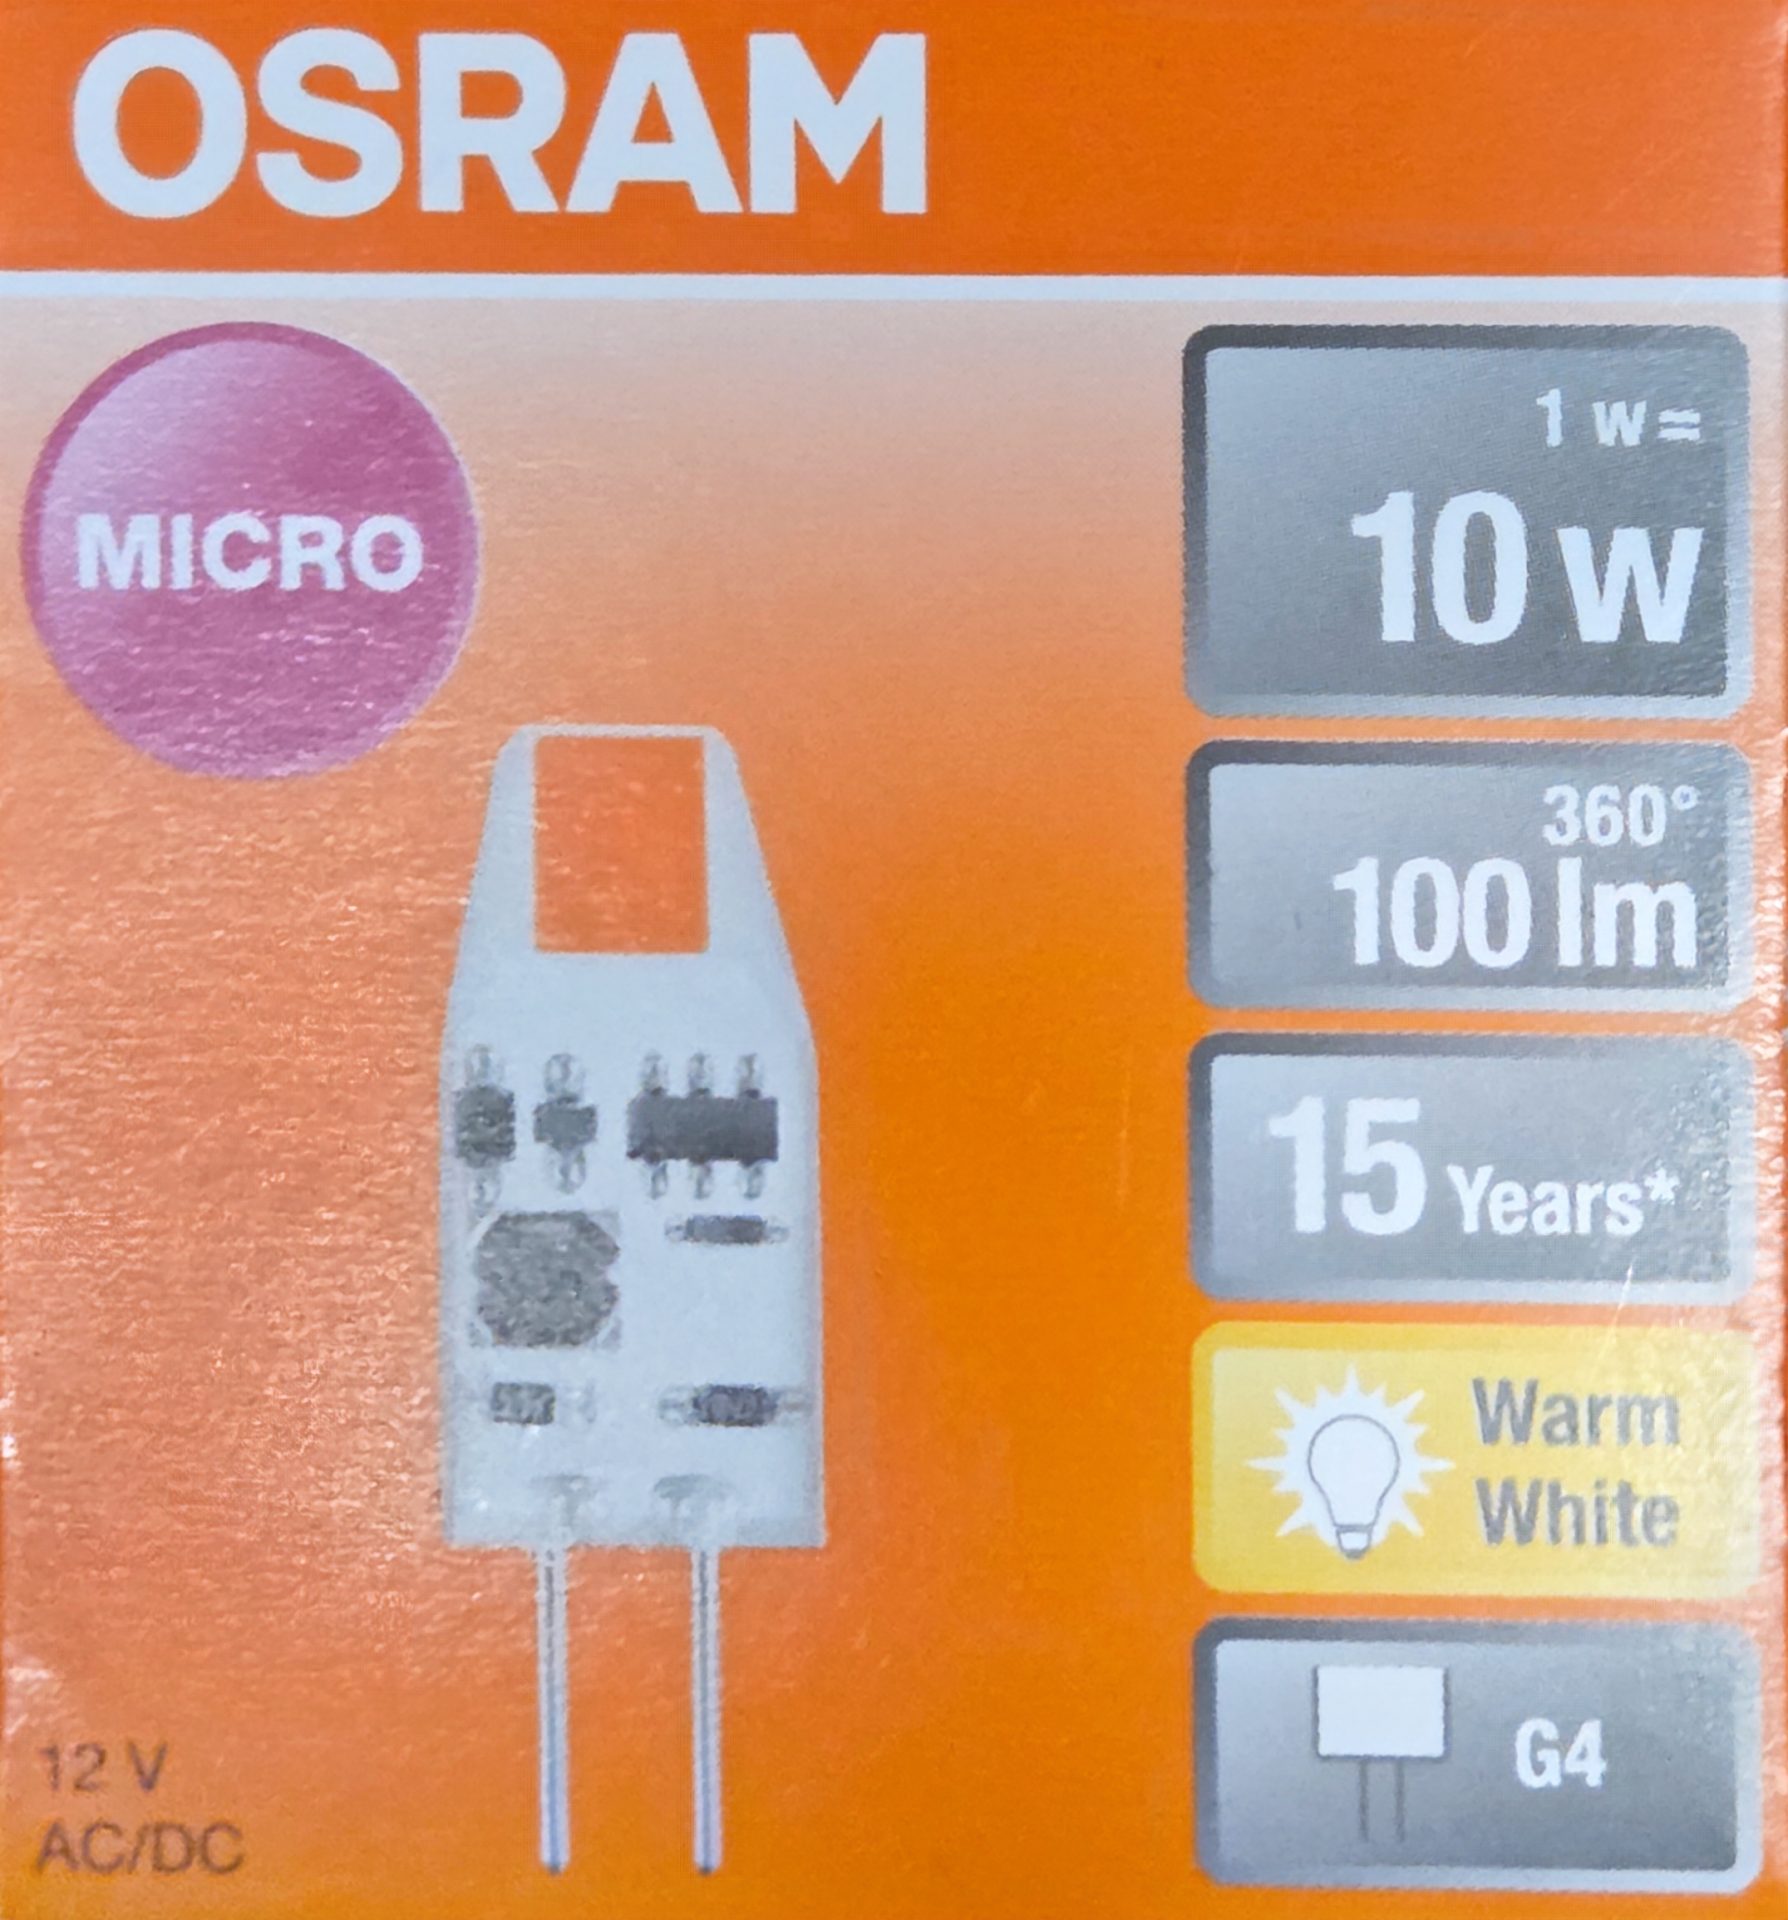 OSRAM
MICRO
1 w=
10 w
360°
100 lm
15 Years*
Warm
White
G4
12 V
AC/DC